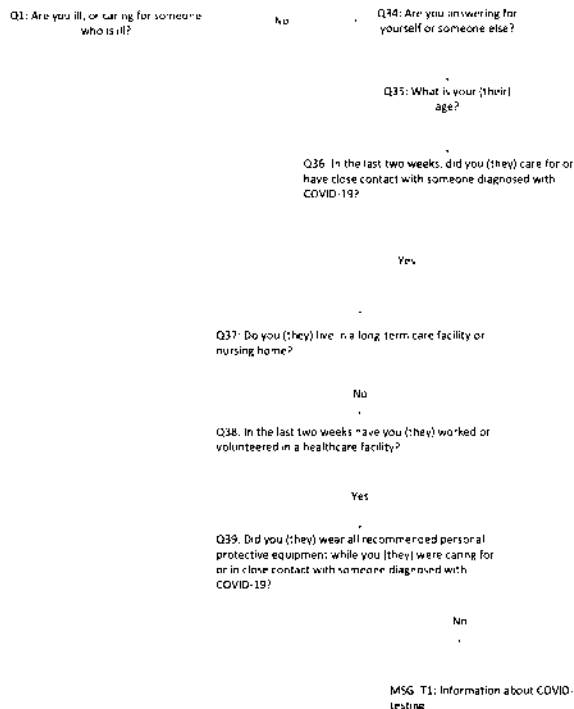 Q1: Are you ill, or caring for someone
who is ill?
No
Q34: Are you answering for
yourself or someone else?
Q35: What is your (their)
age?
Q36 In the last two weeks, did you (they) care for or
have close contact with someone diagnosed with
COVID-19?
Yes
Q37: Do you (they) live in a long term care facility or
nursing home?
No
Q38. In the last two weeks have you (they) worked or
volunteered in a healthcare facility?
Yes
Q39. Did you (they) wear all recommended personal
protective equipment while you (they) were caring for
or in close contact with someone diagnosed with
COVID-19?
No
MSG T1: Information about COVID-
testing